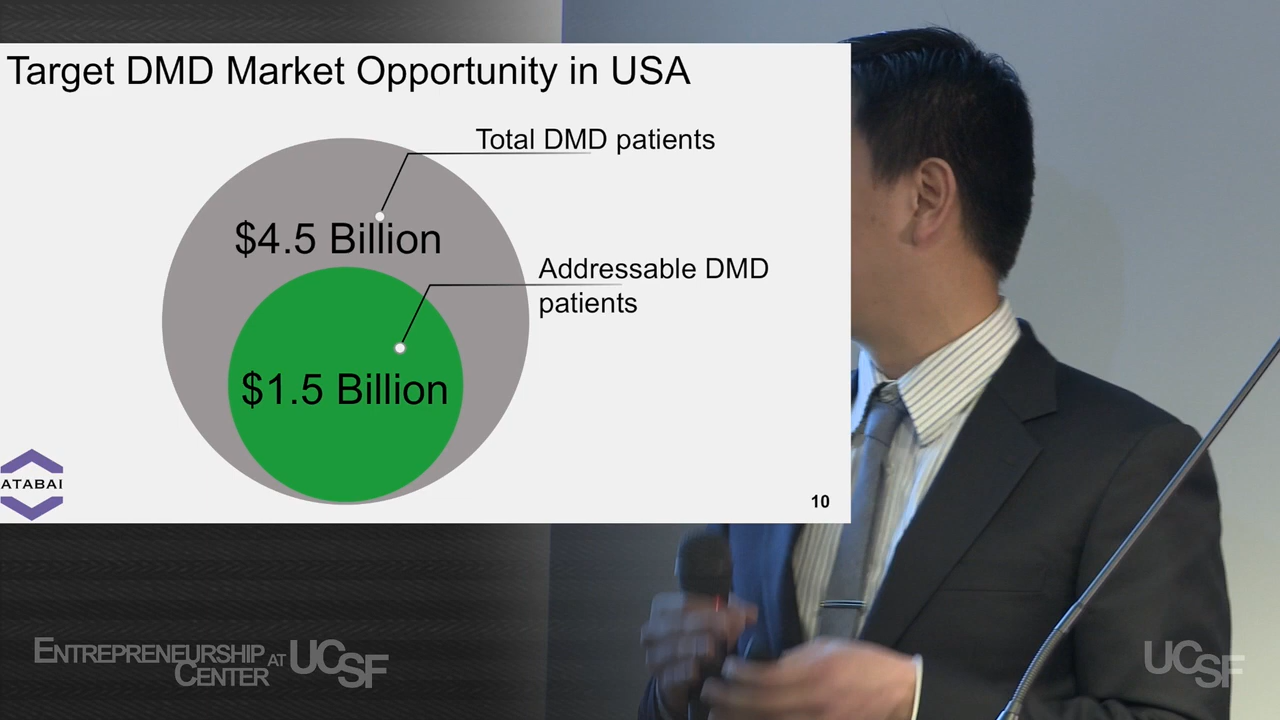 Target DMD Market Opportunity in USA
Total DMD patients
$4.5 Billion
Addressable DMD
patients
$1.5 Billion
ATABAI
10
ENTREPRENEURSHIP AT UCSF
CENTER
UCSF